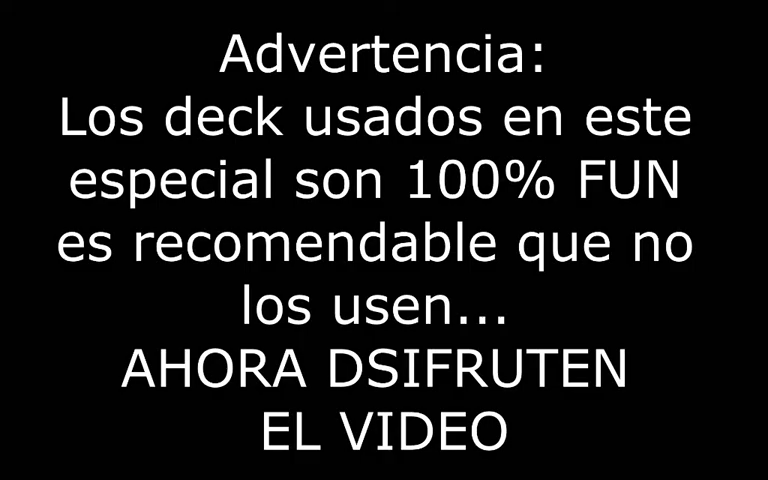 Advertencia:
Los deck usados en este
especial son 100% FUN
es recomendable que no
los usen...
AHORA DSIFRUTEN
EL VIDEO